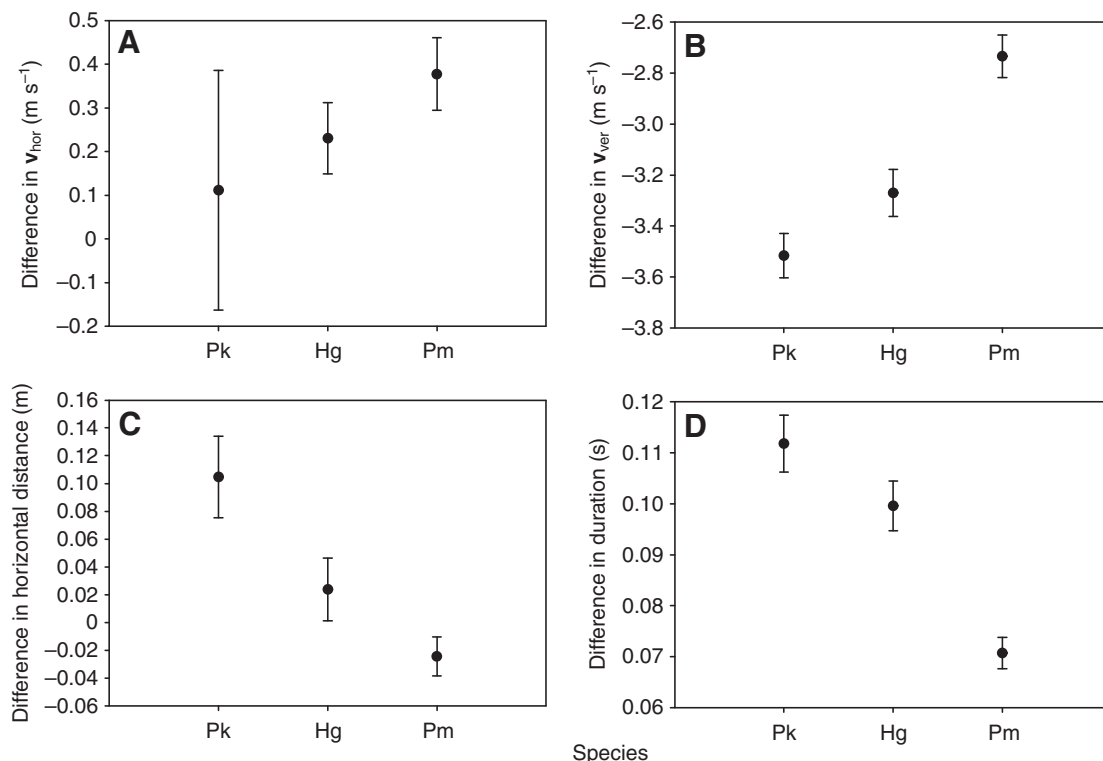 A
Difference in vhor (m s−1)
0.5
0.4
0.3
0.2
0.1
0
−0.1
−0.2
Pk Hg Pm
B
Difference in vver (m s−1)
−2.6
−2.8
−3.0
−3.2
−3.4
−3.6
−3.8
Pk Hg Pm
C
Difference in horizontal distance (m)
0.16
0.14
0.12
0.10
0.08
0.06
0.04
0.02
0
−0.02
−0.04
−0.06
Pk Hg Pm
D
Difference in duration (s)
0.12
0.11
0.10
0.09
0.08
0.07
0.06
Pk Hg Pm
Species